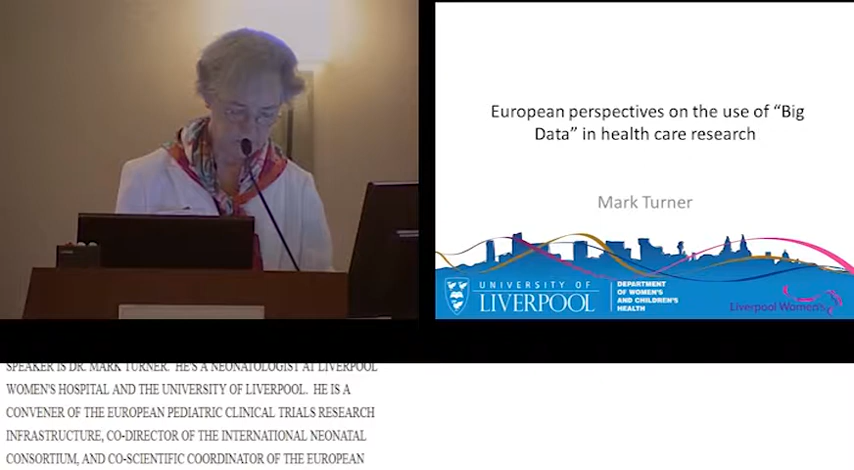 European perspectives on the use of “Big
Data” in health care research
Mark Turner
UNIVERSITY OF
LIVERPOOL
DEPARTMENT
OF WOMEN'S
AND CHILDREN'S
HEALTH
Liverpool Women's
SPEAKER IS DR. MARK TURNER. HE'S A NEONATOLOGIST AT LIVERPOOL
WOMEN'S HOSPITAL AND THE UNIVERSITY OF LIVERPOOL. HE IS A
CONVENER OF THE EUROPEAN PEDIATRIC CLINICAL TRIALS RESEARCH
INFRASTRUCTURE, CO-DIRECTOR OF THE INTERNATIONAL NEONATAL
CONSORTIUM, AND CO-SCIENTIFIC COORDINATOR OF THE EUROPEAN